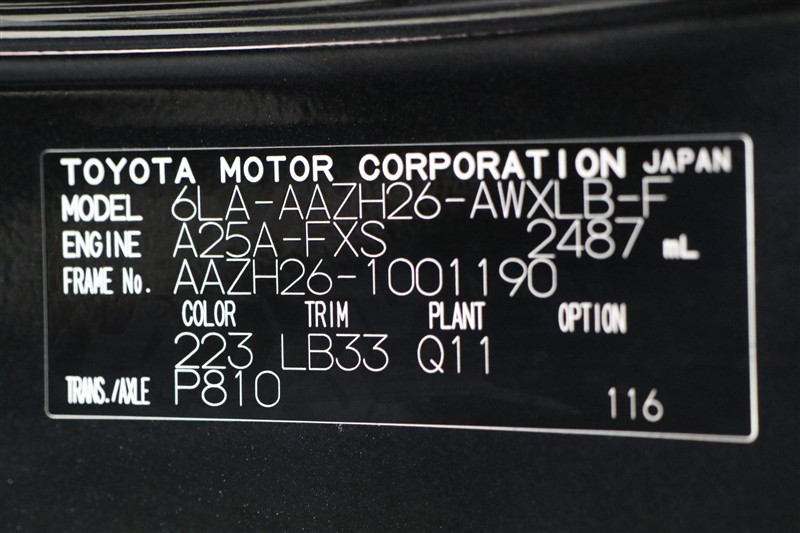 TOYOTA MOTOR CORPORATION JAPAN
MODEL 6LA-AAZH26-AWXLB-F
ENGINE A25A-FXS 2487 mL
FRAME No. AAZH26-1001190
COLOR TRIM PLANT OPTION
223 LB33 Q11
TRANS./AXLE P810
116